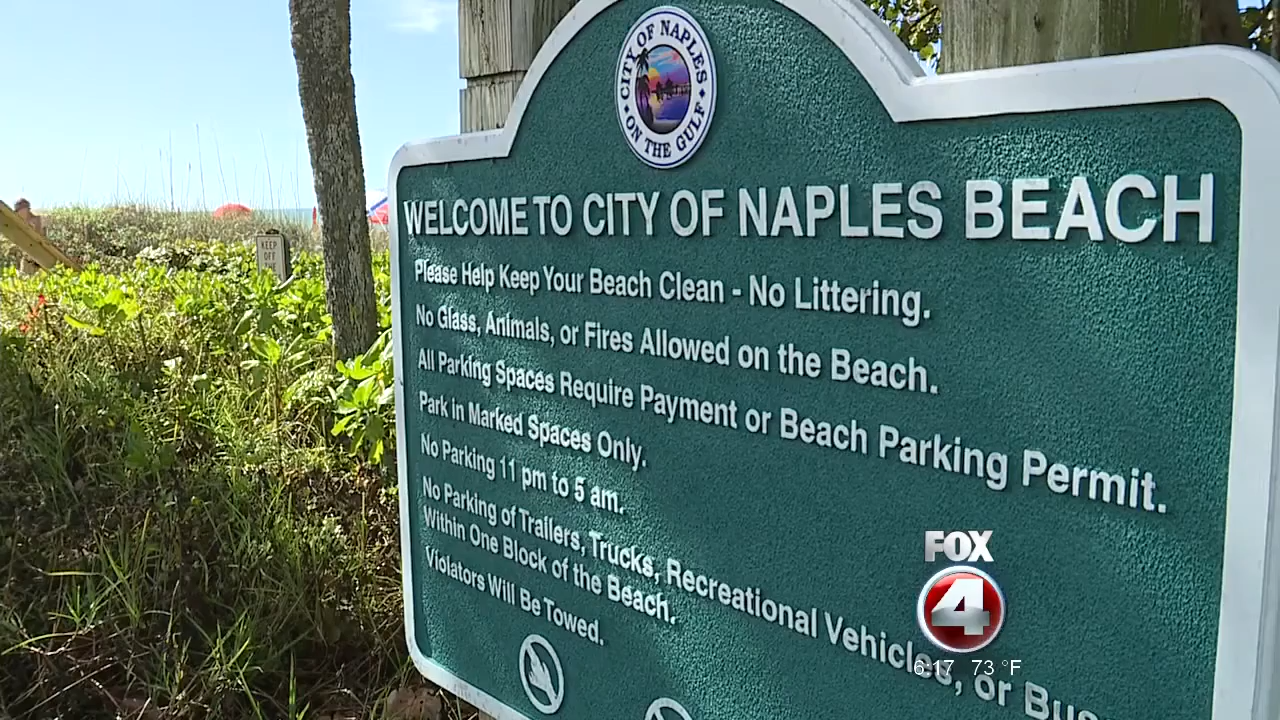 CITY OF NAPLES
ON THE GULF
WELCOME TO CITY OF NAPLES BEACH
Please Help Keep Your Beach Clean - No Littering.
No Glass, Animals, or Fires Allowed on the Beach.
All Parking Spaces Require Payment or Beach Parking Permit.
Park in Marked Spaces Only.
No Parking 11 pm to 5 am.
No Parking of Trailers, Trucks, Recreational Vehicles, or Bus
Within One Block of the Beach.
Violators Will Be Towed.
KEEP
OFF
THE
FOX
4
6:17 73 °F